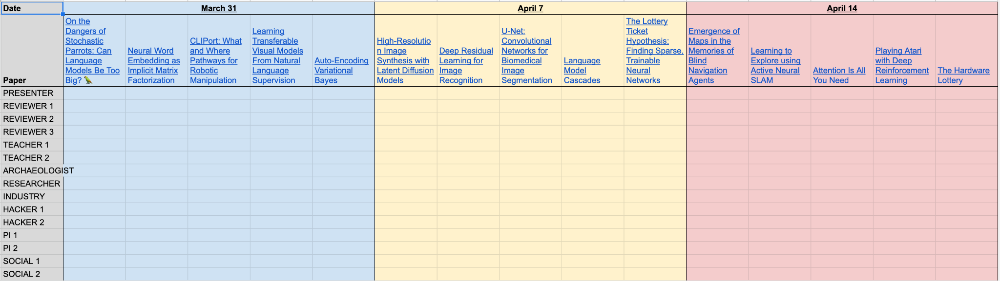 Date
March 31
April 7
April 14
Paper
On the
Dangers of
Stochastic
Parrots: Can
Language
Models Be Too
Big? 🦜
Neural Word
Embedding as
Implicit Matrix
Factorization
CLIPort: What
and Where
Pathways for
Robotic
Manipulation
Learning
Transferable
Visual Models
From Natural
Language
Supervision
Auto-Encoding
Variational
Bayes
High-Resolutio
n Image
Synthesis with
Latent Diffusion
Models
Deep Residual
Learning for
Image
Recognition
U-Net:
Convolutional
Networks for
Biomedical
Image
Segmentation
Language
Model
Cascades
The Lottery
Ticket
Hypothesis:
Finding Sparse,
Trainable
Neural
Networks
Emergence of
Maps in the
Memories of
Blind
Navigation
Agents
Learning to
Explore using
Active Neural
SLAM
Attention Is All
You Need
Playing Atari
with Deep
Reinforcement
Learning
The Hardware
Lottery
PRESENTER
REVIEWER 1
REVIEWER 2
REVIEWER 3
TEACHER 1
TEACHER 2
ARCHAEOLOGIST
RESEARCHER
INDUSTRY
HACKER 1
HACKER 2
PI 1
PI 2
SOCIAL 1
SOCIAL 2